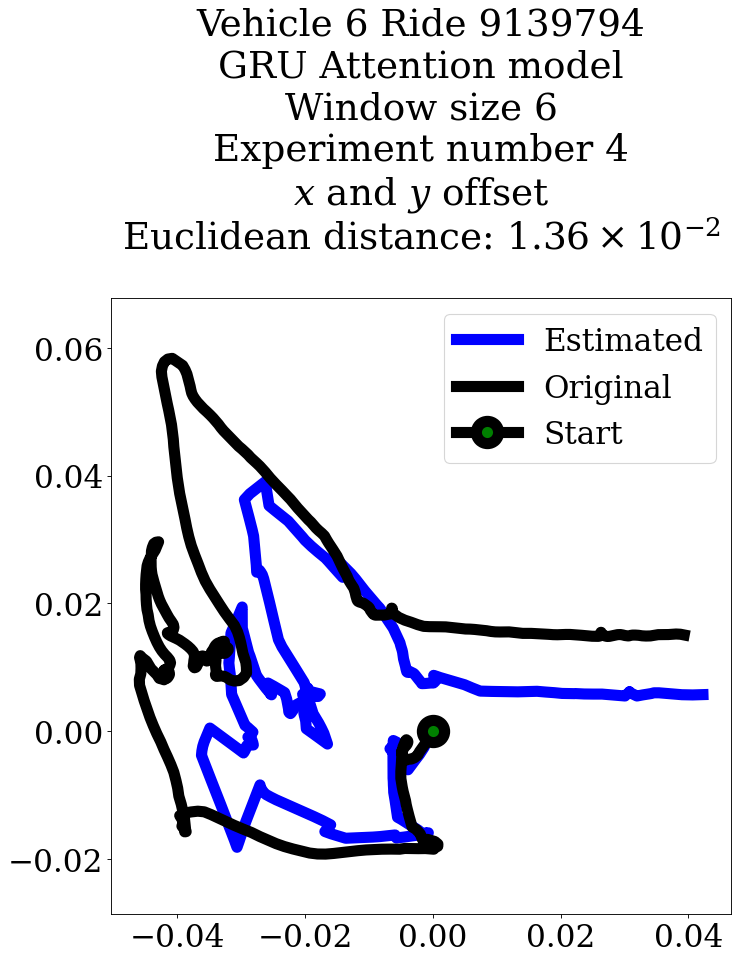 Vehicle 6 Ride 9139794
GRU Attention model
Window size 6
Experiment number 4
x and y offset
Euclidean distance: 1.36 × 10⁻²
Estimated
Original
Start
0.06
0.04
0.02
0.00
−0.02
−0.04 −0.02 0.00 0.02 0.04